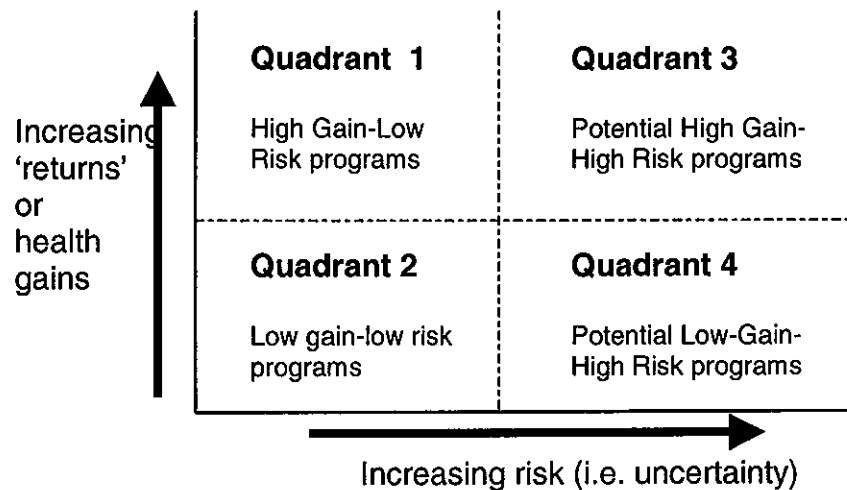 Increasing
'returns'
or
health
gains
Quadrant 1
High Gain-Low
Risk programs
Quadrant 3
Potential High Gain-
High Risk programs
Quadrant 2
Low gain-low risk
programs
Quadrant 4
Potential Low-Gain-
High Risk programs
Increasing risk (i.e. uncertainty)